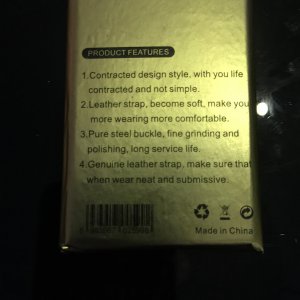 PRODUCT FEATURES
1.Contracted design style, with you life
contracted and not simple.
2.Leather strap, become soft, make you
more wearing more comfortable.
3.Pure steel buckle, fine grinding and
polishing, long service life.
4.Genuine leather strap, make sure that
when wear neat and submissive.
Made in China